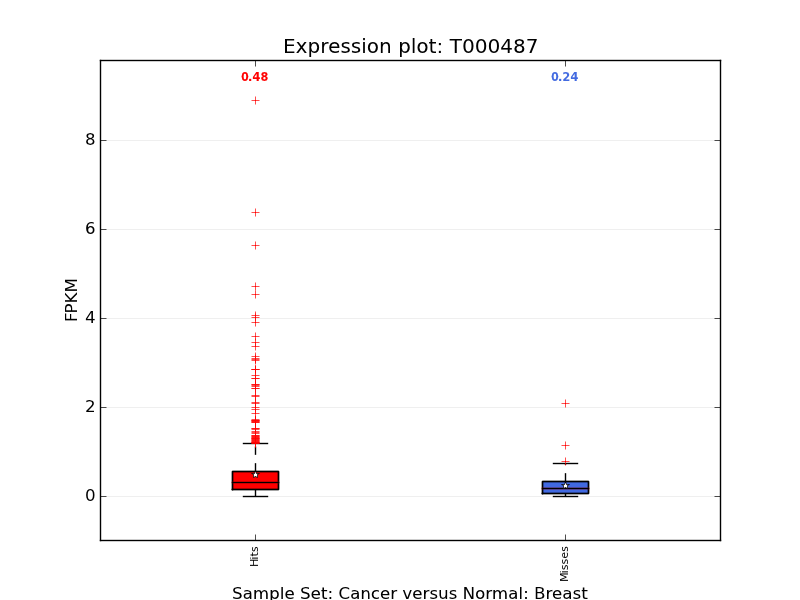 Expression plot: T000487
0.48
0.24
8
6
4
2
0
FPKM
Hits
Misses
Sample Set: Cancer versus Normal: Breast